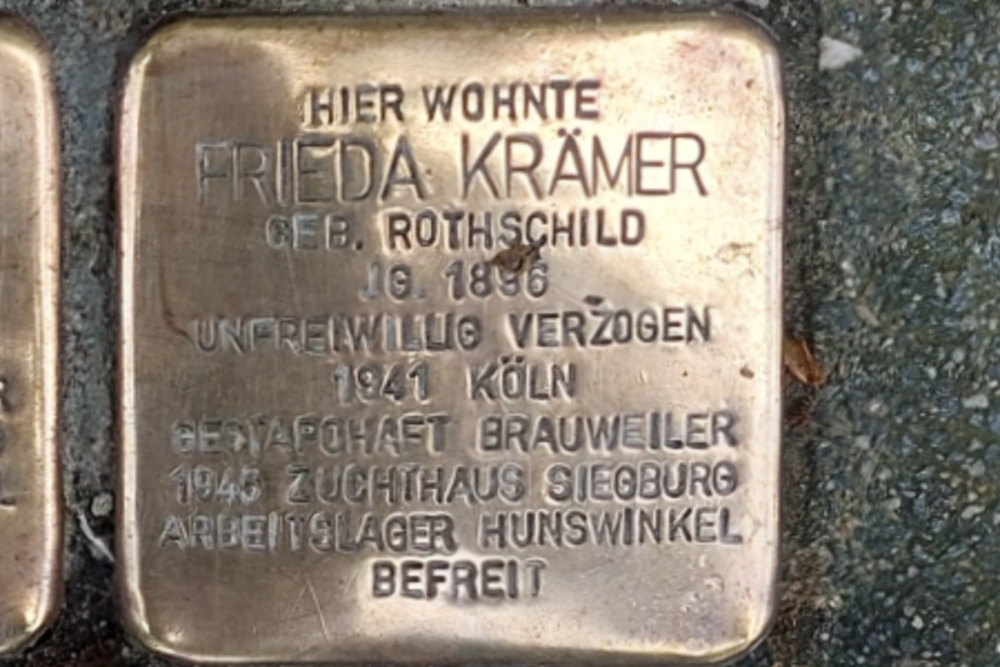 HIER WOHNTE
FRIEDA KRÄMER
GEB. ROTHSCHILD
JG. 1896
UNFREIWILLIG VERZOGEN
1941 KÖLN
GESTAPOHAFT BRAUWEILER
1945 ZUCHTHAUS SIEGBURG
ARBEITSLAGER HUNSWINKEL
BEFREIT